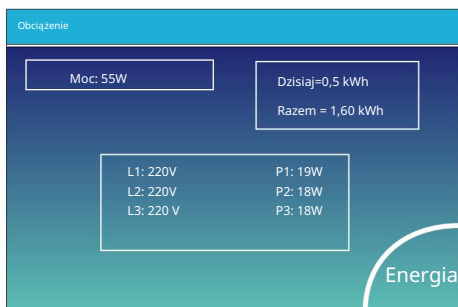 Obciążenie
Moc: 55W
Dzisiaj=0,5 kWh
Razem = 1,60 kWh
L1: 220V P1: 19W
L2: 220V P2: 18W
L3: 220 V P3: 18W
Energia